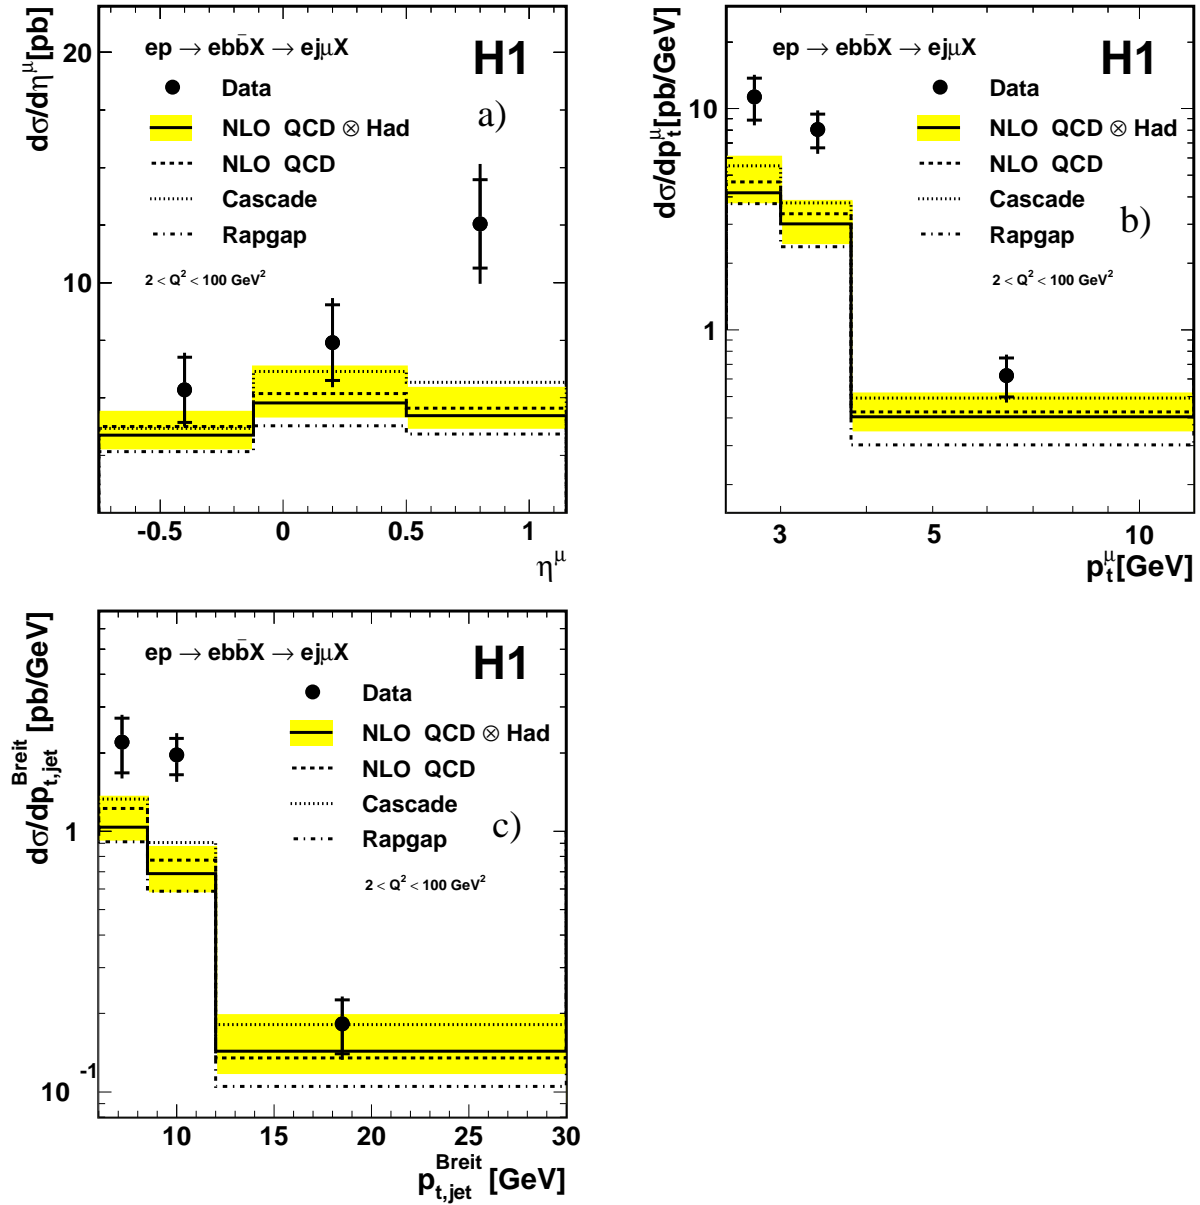 dσ/dη^μ[pb]
20
10
ep → ebb̄X → ejμX
H1
Data
a)
NLO QCD ⊗ Had
NLO QCD
Cascade
Rapgap
2 < Q² < 100 GeV²
-0.5 0 0.5 1
η^μ
dσ/dp_t^μ[pb/GeV]
10
1
ep → ebb̄X → ejμX
H1
Data
NLO QCD ⊗ Had
NLO QCD
Cascade
b)
Rapgap
2 < Q² < 100 GeV²
3 5 10
p_t^μ[GeV]
dσ/dp_{t,jet}^{Breit} [pb/GeV]
1
10^-1
ep → ebb̄X → ejμX
H1
Data
NLO QCD ⊗ Had
NLO QCD
Cascade
c)
Rapgap
2 < Q² < 100 GeV²
10 15 20 25 30
p_{t,jet}^{Breit} [GeV]